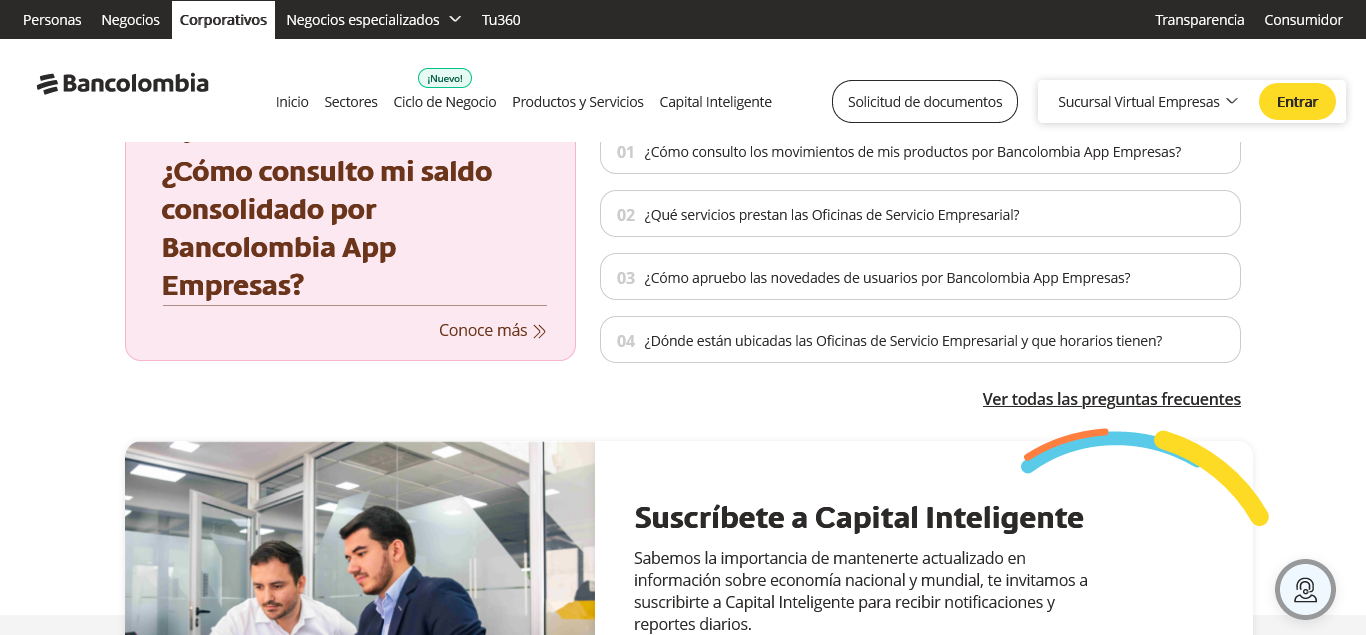 Personas Negocios Corporativos Negocios especializados Tu360 Transparencia Consumidor
Bancolombia
¡Nuevo!
Inicio Sectores Ciclo de Negocio Productos y Servicios Capital Inteligente
Solicitud de documentos
Sucursal Virtual Empresas
Entrar
¿Cómo consulto mi saldo
consolidado por
Bancolombia App
Empresas?
Conoce más
01 ¿Cómo consulto los movimientos de mis productos por Bancolombia App Empresas?
02 ¿Qué servicios prestan las Oficinas de Servicio Empresarial?
03 ¿Cómo apruebo las novedades de usuarios por Bancolombia App Empresas?
04 ¿Dónde están ubicadas las Oficinas de Servicio Empresarial y que horarios tienen?
Ver todas las preguntas frecuentes
Suscríbete a Capital Inteligente
Sabemos la importancia de mantenerte actualizado en
información sobre economía nacional y mundial, te invitamos a
suscribirte a Capital Inteligente para recibir notificaciones y
reportes diarios.